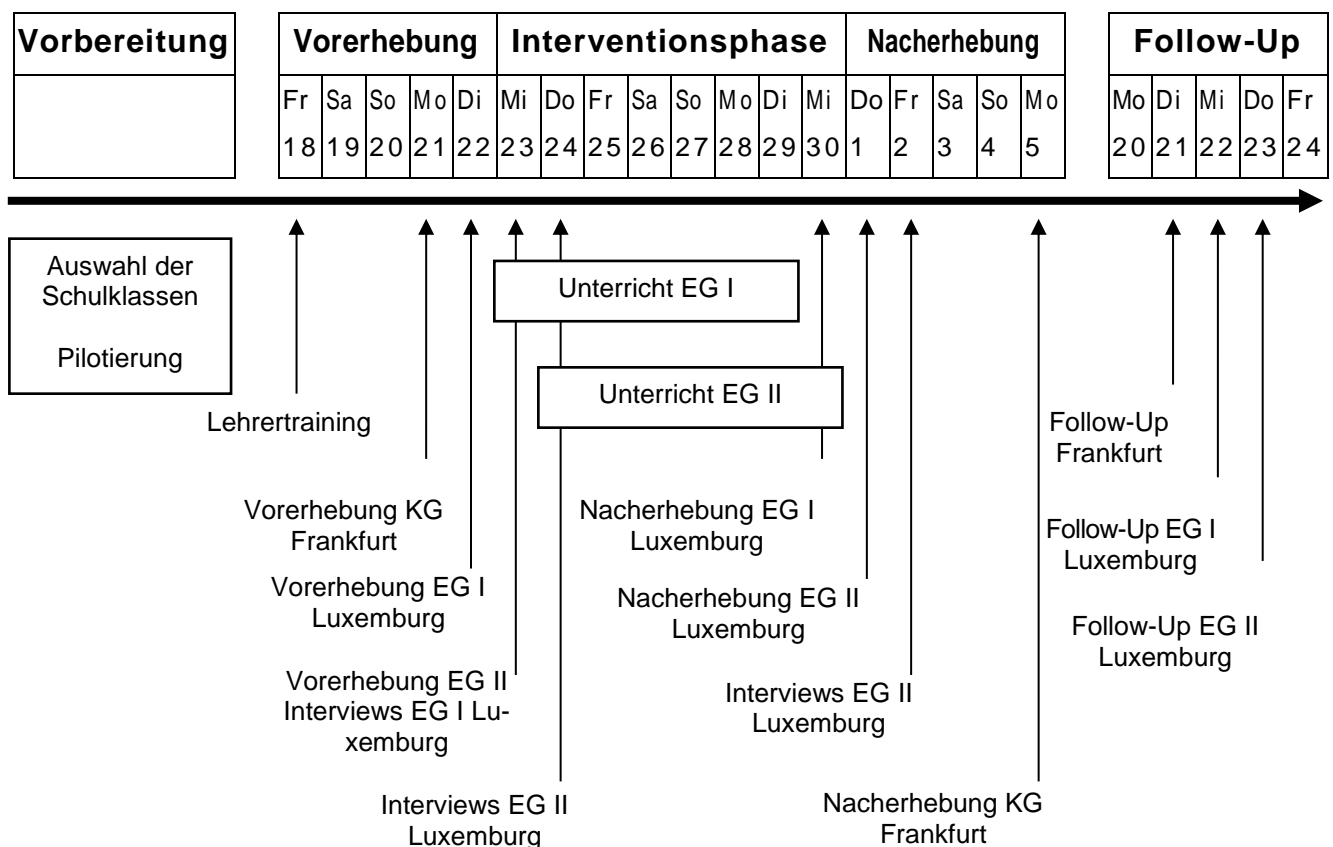 Vorbereitung Vorerhebung Interventionsphase Nacherhebung Follow-Up
Fr Sa So Mo Di Mi Do Fr Sa So Mo Di Mi Do Fr Sa So Mo Mo Di Mi Do Fr
18 19 20 21 22 23 24 25 26 27 28 29 30 1 2 3 4 5 20 21 22 23 24
Auswahl der
Schulklassen
Pilotierung
Unterricht EG I
Unterricht EG II
Lehrertraining
Vorerhebung KG
Frankfurt
Vorerhebung EG I
Luxemburg
Vorerhebung EG II
Interviews EG I Lu-
xemburg
Interviews EG II
Luxemburg
Nacherhebung EG I
Luxemburg
Nacherhebung EG II
Luxemburg
Interviews EG II
Luxemburg
Nacherhebung KG
Frankfurt
Follow-Up
Frankfurt
Follow-Up EG I
Luxemburg
Follow-Up EG II
Luxemburg